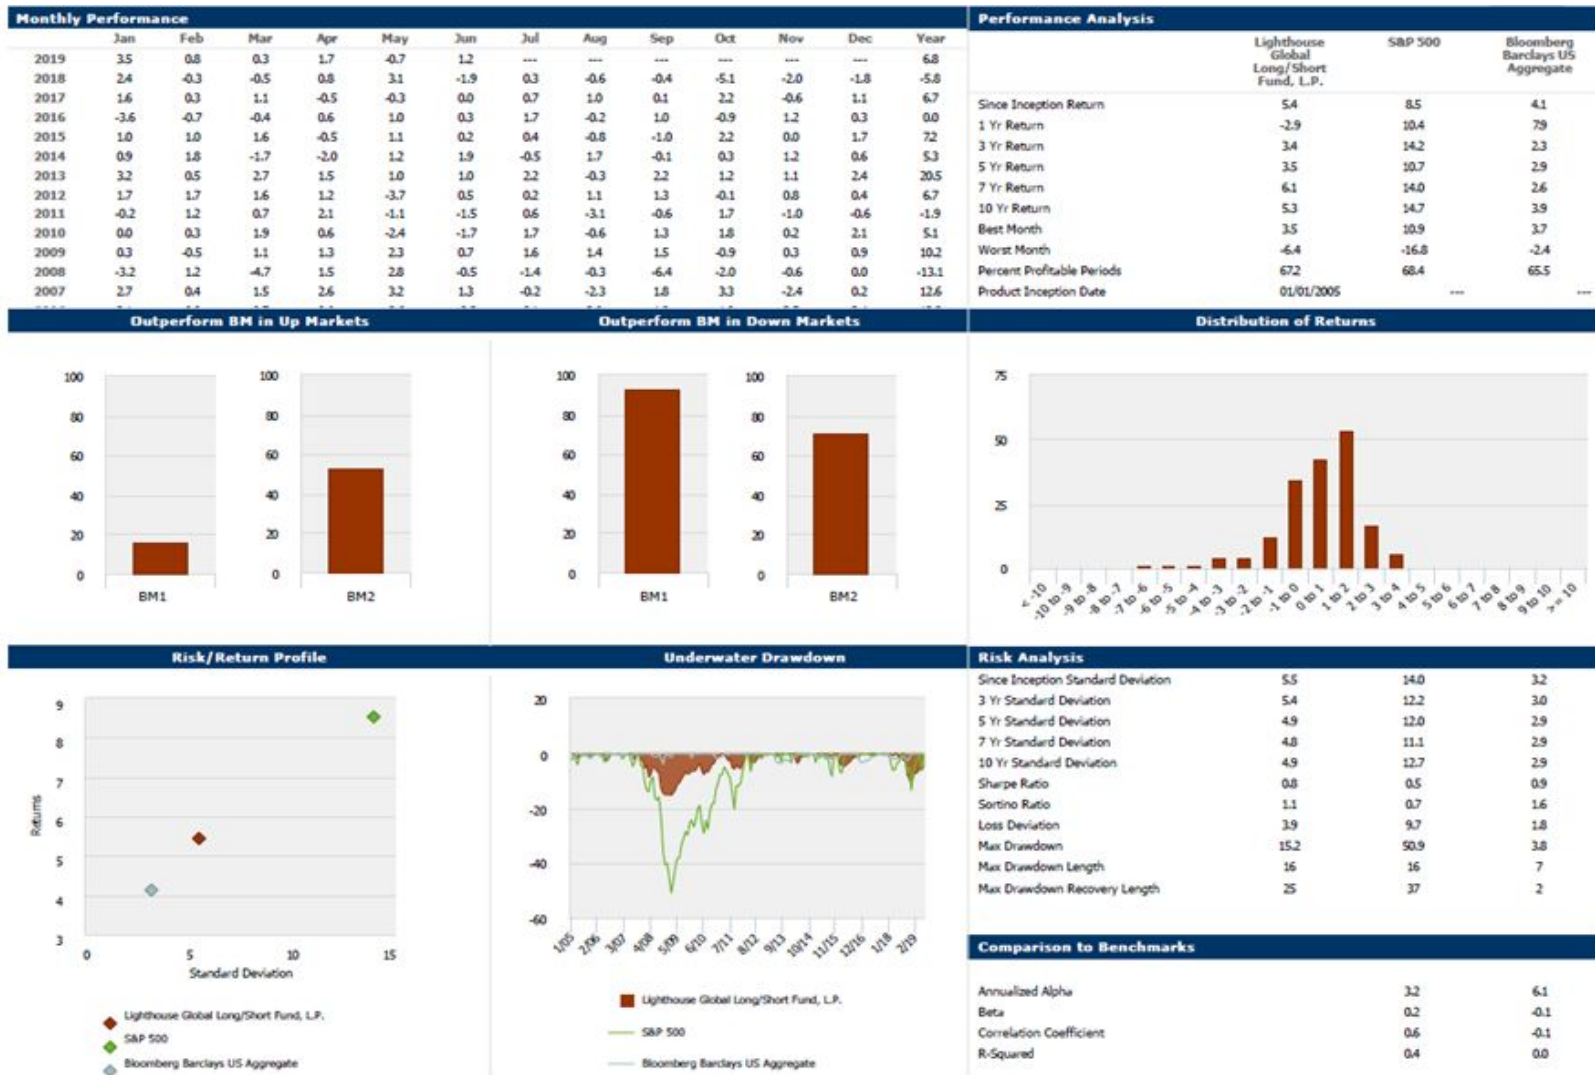 Monthly Performance
Jan Feb Mar Apr May Jun Jul Aug Sep Oct Nov Dec Year
2019 3.5 0.8 0.3 1.7 -0.7 1.2 --- --- --- --- --- --- 6.8
2018 2.4 -0.3 -0.5 0.8 3.1 -1.9 0.3 -0.6 -0.4 -5.1 -2.0 -1.8 -5.8
2017 1.6 0.3 1.1 -0.5 -0.3 0.0 0.7 1.0 0.1 2.2 -0.6 1.1 6.7
2016 -3.6 -0.7 -0.4 0.6 1.0 0.3 1.7 -0.2 1.0 -0.9 1.2 0.3 0.0
2015 1.0 1.0 1.6 -0.5 1.1 0.2 0.4 -0.8 -1.0 2.2 0.0 1.7 7.2
2014 0.9 1.8 -1.7 -2.0 1.2 1.9 -0.5 1.7 -0.1 0.3 1.2 0.6 5.3
2013 3.2 0.5 2.7 1.5 1.0 1.0 2.2 -0.3 2.2 1.2 1.1 2.4 20.5
2012 1.7 1.7 1.6 1.2 -3.7 0.5 0.2 1.1 1.3 -0.1 0.8 0.4 6.7
2011 -0.2 1.2 0.7 2.1 -1.1 -1.5 0.6 -3.1 -0.6 1.7 -1.0 -0.6 -1.9
2010 0.0 0.3 1.9 0.6 -2.4 -1.7 1.7 -0.6 1.3 1.8 0.2 2.1 5.1
2009 0.3 -0.5 1.1 1.3 2.3 0.7 1.6 1.4 1.5 -0.9 0.3 0.9 10.2
2008 -3.2 1.2 -4.7 1.5 2.8 -0.5 -1.4 -0.3 -6.4 -2.0 -0.6 0.0 -13.1
2007 2.7 0.4 1.5 2.6 3.2 1.3 -0.2 -2.3 1.8 3.3 -2.4 0.2 12.6
Performance Analysis
Lighthouse S&P 500 Bloomberg
Global Barclays US
Long/Short Aggregate
Fund, L.P.
Since Inception Return 5.4 8.5 4.1
1 Yr Return -2.9 10.4 7.9
3 Yr Return 3.4 14.2 2.3
5 Yr Return 3.5 10.7 2.9
7 Yr Return 6.1 14.0 2.6
10 Yr Return 5.3 14.7 3.9
Best Month 3.5 10.9 3.7
Worst Month -6.4 -16.8 -2.4
Percent Profitable Periods 67.2 68.4 65.5
Product Inception Date 01/01/2005 --- ---
Outperform BM in Up Markets
100 100
80 80
60 60
40 40
20 20
0 0
BM1 BM2
Outperform BM in Down Markets
100 100
80 80
60 60
40 40
20 20
0 0
BM1 BM2
Distribution of Returns
75
50
25
0
< -10 -10 to -9 -9 to -8 -8 to -7 -7 to -6 -6 to -5 -5 to -4 -4 to -3 -3 to -2 -2 to -1 -1 to 0 0 to 1 1 to 2 2 to 3 3 to 4 4 to 5 5 to 6 6 to 7 7 to 8 8 to 9 9 to 10 >= 10
Risk/Return Profile
9
8
7
6
5
4
3
Returns
0 5 10 15
Standard Deviation
Lighthouse Global Long/Short Fund, L.P.
S&P 500
Bloomberg Barclays US Aggregate
Underwater Drawdown
20
0
-20
-40
-60
1/05 2/06 3/07 4/08 5/09 6/10 7/11 8/12 9/13 10/14 11/15 12/16 1/18 2/19
Lighthouse Global Long/Short Fund, L.P.
S&P 500
Bloomberg Barclays US Aggregate
Risk Analysis
Since Inception Standard Deviation 5.5 14.0 3.2
3 Yr Standard Deviation 5.4 12.2 3.0
5 Yr Standard Deviation 4.9 12.0 2.9
7 Yr Standard Deviation 4.8 11.1 2.9
10 Yr Standard Deviation 4.9 12.7 2.9
Sharpe Ratio 0.8 0.5 0.9
Sortino Ratio 1.1 0.7 1.6
Loss Deviation 3.9 9.7 1.8
Max Drawdown 15.2 50.9 3.8
Max Drawdown Length 16 16 7
Max Drawdown Recovery Length 25 37 2
Comparison to Benchmarks
Annualized Alpha 3.2 6.1
Beta 0.2 -0.1
Correlation Coefficient 0.6 -0.1
R-Squared 0.4 0.0